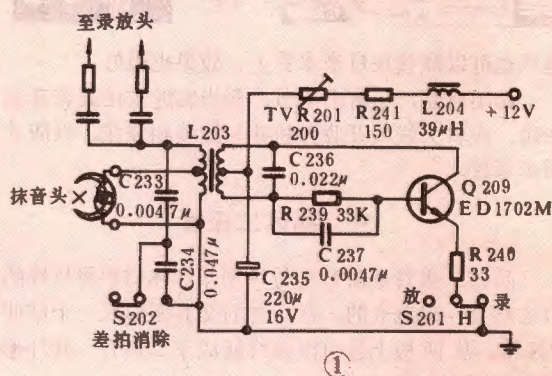 至录放头
L203
TVR201
200
R241
150
L204
39μH
+12V
抹音头
C233
0.0047μ
C236
0.022μ
R239 33K
C237
0.0047μ
Q209
ED1702M
C234
0.047μ
C235
220μ
16V
R240
33
S202
差拍消除
放
录
S201
H
①